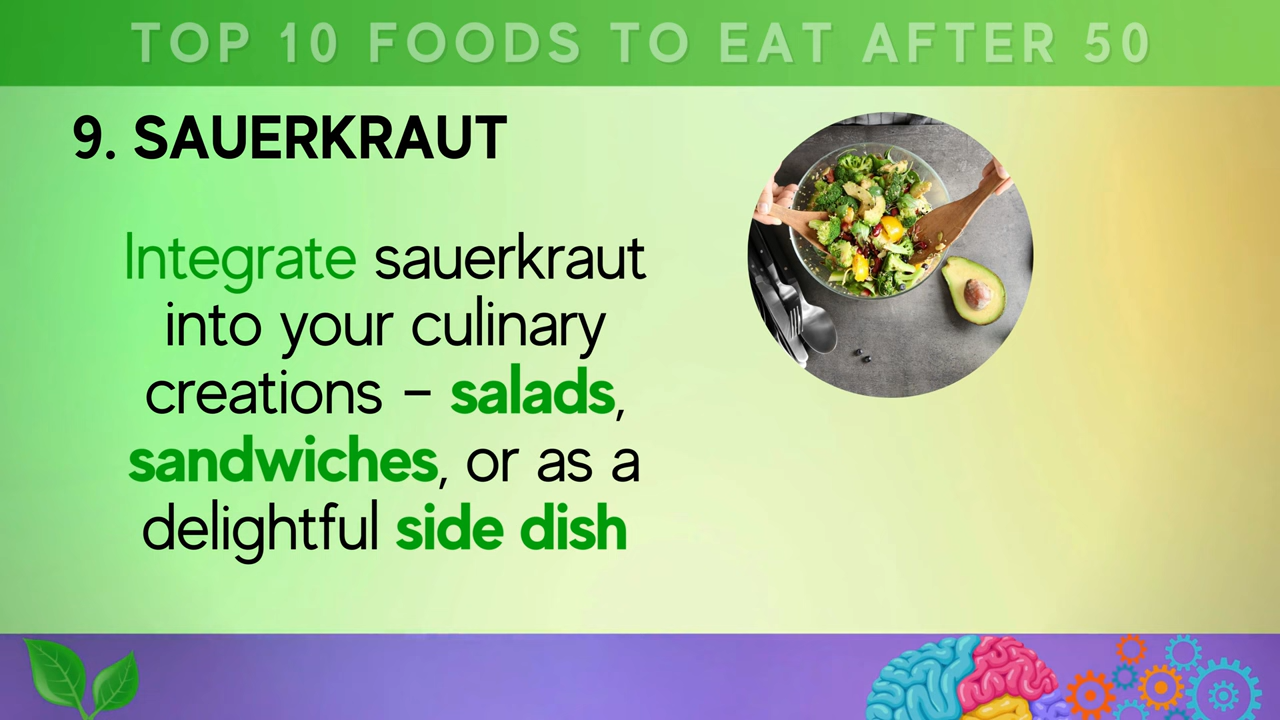 TOP 10 FOODS TO EAT AFTER 50
9. SAUERKRAUT
Integrate sauerkraut
into your culinary
creations – salads,
sandwiches, or as a
delightful side dish